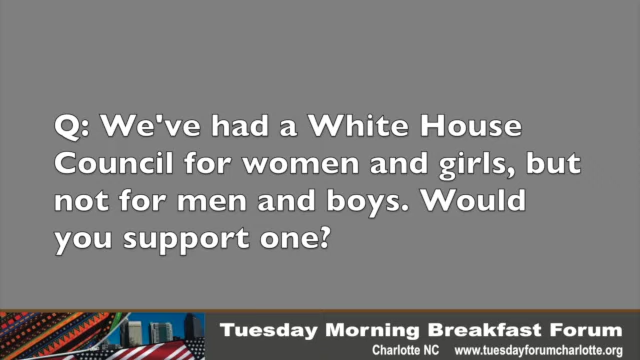 Q: We've had a White House
Council for women and girls, but
not for men and boys. Would
you support one?
Tuesday Morning Breakfast Forum
Charlotte NC www.tuesdayforumcharlotte.org